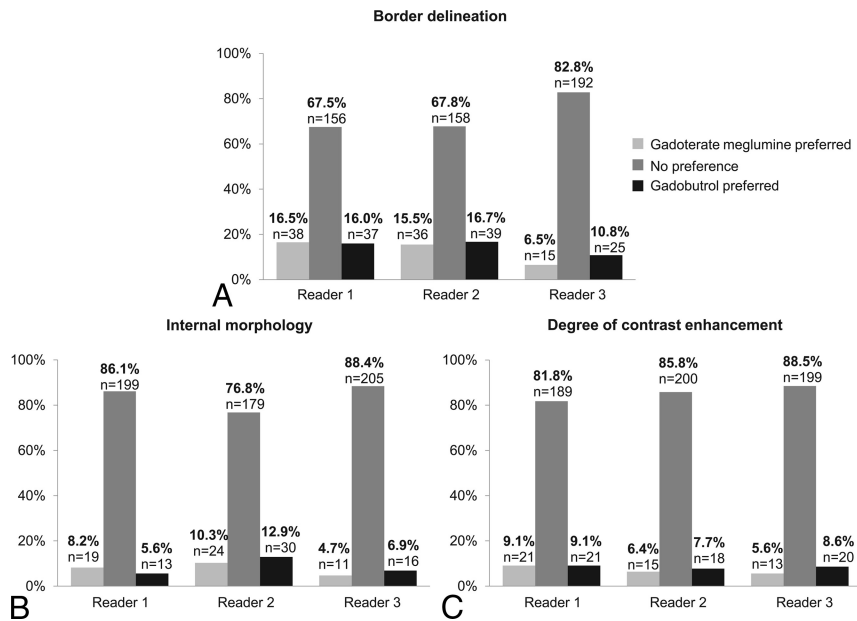 Border delineation
100%
80%
60%
40%
20%
0%
16.5%
n=38
67.5%
n=156
16.0%
n=37
15.5%
n=36
67.8%
n=158
16.7%
n=39
6.5%
n=15
82.8%
n=192
10.8%
n=25
Reader 1
Reader 2
Reader 3
Gadoterate meglumine preferred
No preference
Gadobutrol preferred
A
Internal morphology
100%
80%
60%
40%
20%
0%
8.2%
n=19
86.1%
n=199
5.6%
n=13
10.3%
n=24
76.8%
n=179
12.9%
n=30
4.7%
n=11
88.4%
n=205
6.9%
n=16
Reader 1
Reader 2
Reader 3
B
Degree of contrast enhancement
100%
80%
60%
40%
20%
0%
9.1%
n=21
81.8%
n=189
9.1%
n=21
6.4%
n=15
85.8%
n=200
7.7%
n=18
5.6%
n=13
88.5%
n=199
8.6%
n=20
Reader 1
Reader 2
Reader 3
C